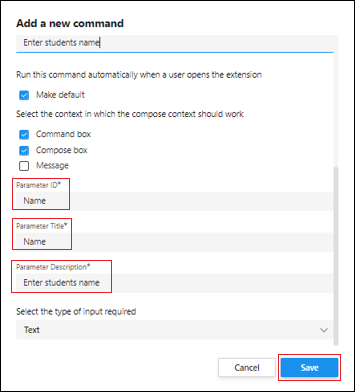 Add a new command
Enter students name
Run this command automatically when a user opens the extension
Make default
Select the context in which the compose context should work
Command box
Compose box
Message
Parameter ID*
Name
Parameter Title*
Name
Parameter Description*
Enter students name
Select the type of input required
Text
Cancel
Save